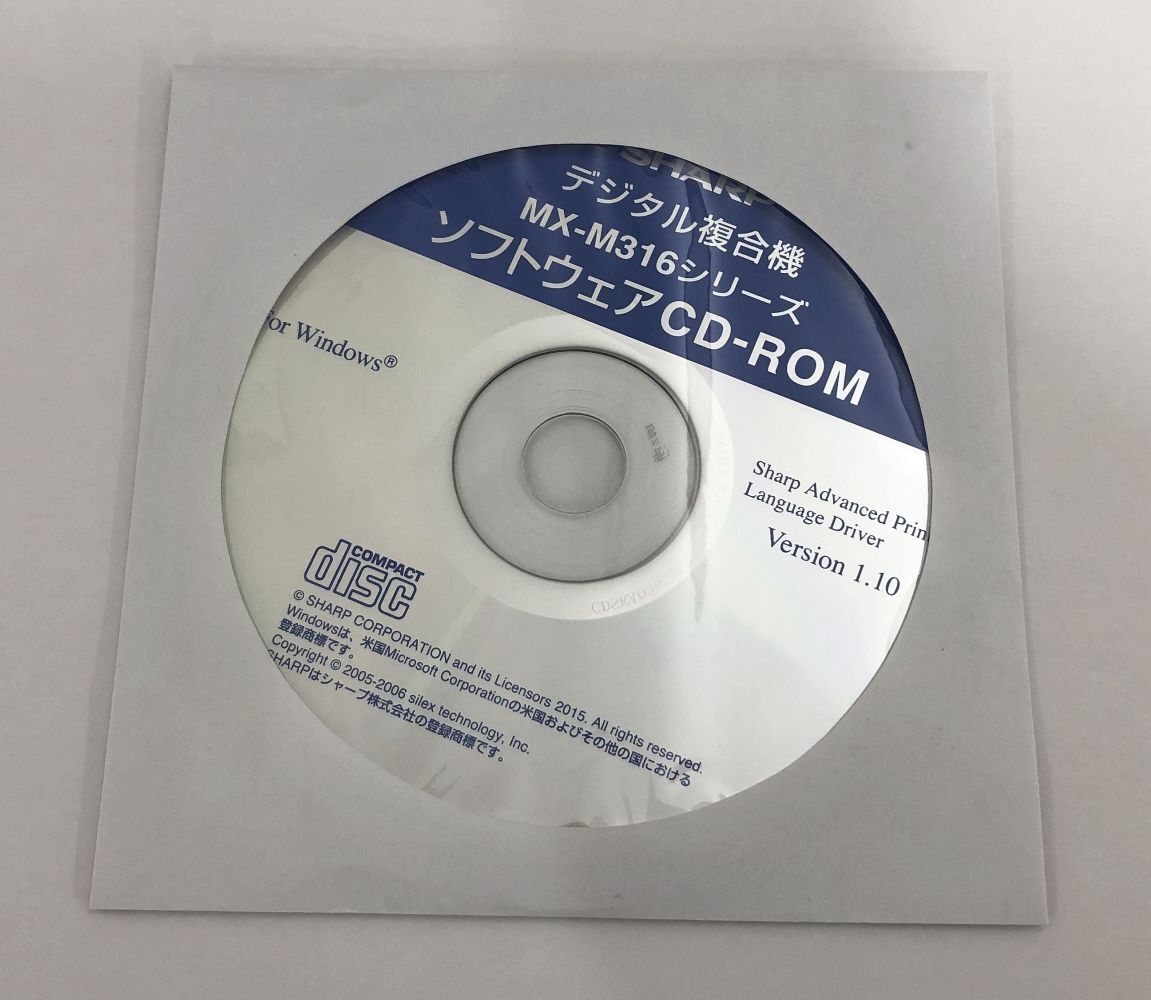 SHARP
デジタル複合機
MX-M316シリーズ
ソフトウェアCD-ROM
for Windows®
Sharp Advanced Prin
Language Driver
Version 1.10
COMPACT
disc
© SHARP CORPORATION and its Licensors 2015. All rights reserved.
Windowsは、米国Microsoft Corporationの米国およびその他の国における
登録商標です。
Copyright © 2005-2006 silex technology, Inc.
SHARPはシャープ株式会社の登録商標です。